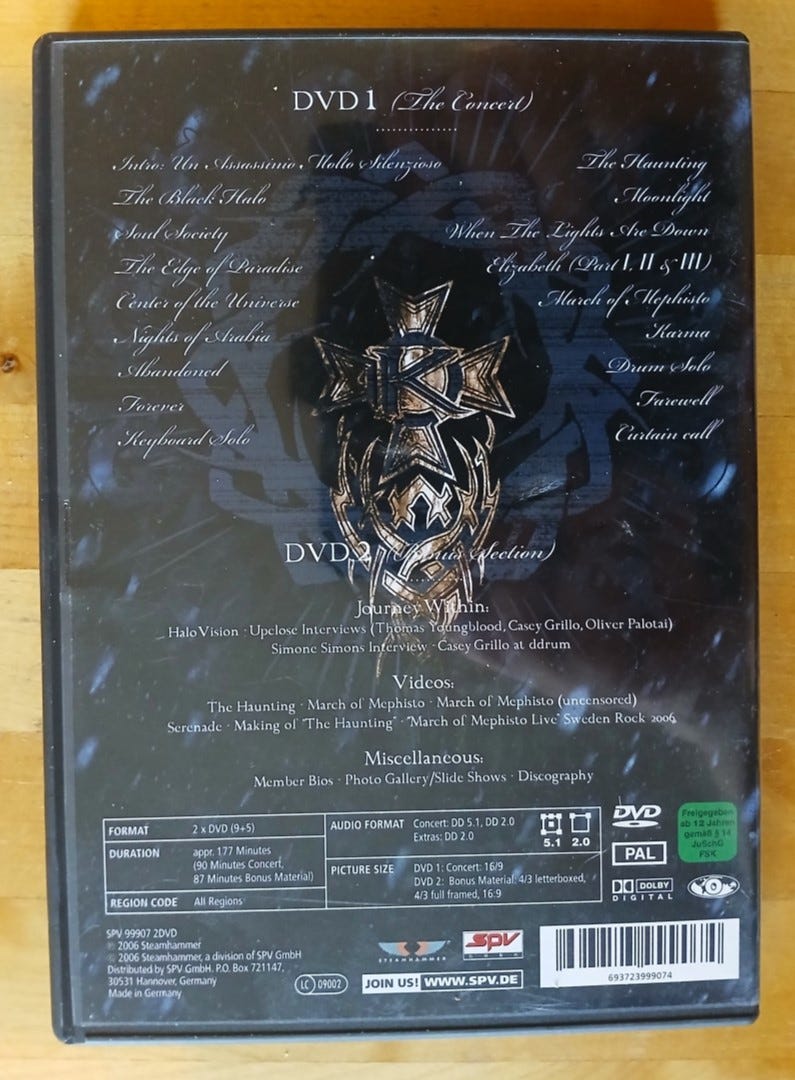 DVD 1 (The Concert)
Intro: Un Assassinio Molto Silenzioso
The Black Halo
Soul Society
The Edge of Paradise
Center of the Universe
Nights of Arabia
Abandoned
Forever
Keyboard Solo
The Haunting
Moonlight
When The Lights Are Down
Elizabeth (Part I, II & III)
March of Mephisto
Karma
Drum Solo
Farewell
Curtain call
K
DVD 2 (Bonus Section)
Journey Within:
Halo Vision · Upclose Interviews (Thomas Youngblood, Casey Grillo, Oliver Palotai)
Simone Simons Interview · Casey Grillo at ddrum
Videos:
The Haunting · March of Mephisto · March of Mephisto (uncensored)
Serenade · Making of "The Haunting" · "March of Mephisto Live" Sweden Rock 2006
Miscellaneous:
Member Bios · Photo Gallery/Slide Shows · Discography
FORMAT 2 x DVD (9+5)
DURATION appr. 177 Minutes
(90 Minutes Concert,
87 Minutes Bonus Material)
REGION CODE All Regions
AUDIO FORMAT Concert: DD 5.1, DD 2.0
Extras: DD 2.0
5.1 2.0
PICTURE SIZE DVD 1: Concert: 16/9
DVD 2: Bonus Material: 4/3 letterboxed,
4/3 full framed, 16:9
DVD
PAL
DOLBY
DIGITAL
Freigegeben
ab 12 Jahren
gemäß § 14
JuSchG
FSK
SPV 99907 2DVD
℗ 2006 Steamhammer
© 2006 Steamhammer, a division of SPV GmbH
Distributed by SPV GmbH. P.O. Box 721147,
30531 Hannover, Germany
Made in Germany
LC 09002
STEAMHAMMER
SPV
JOIN US! WWW.SPV.DE
693723999074